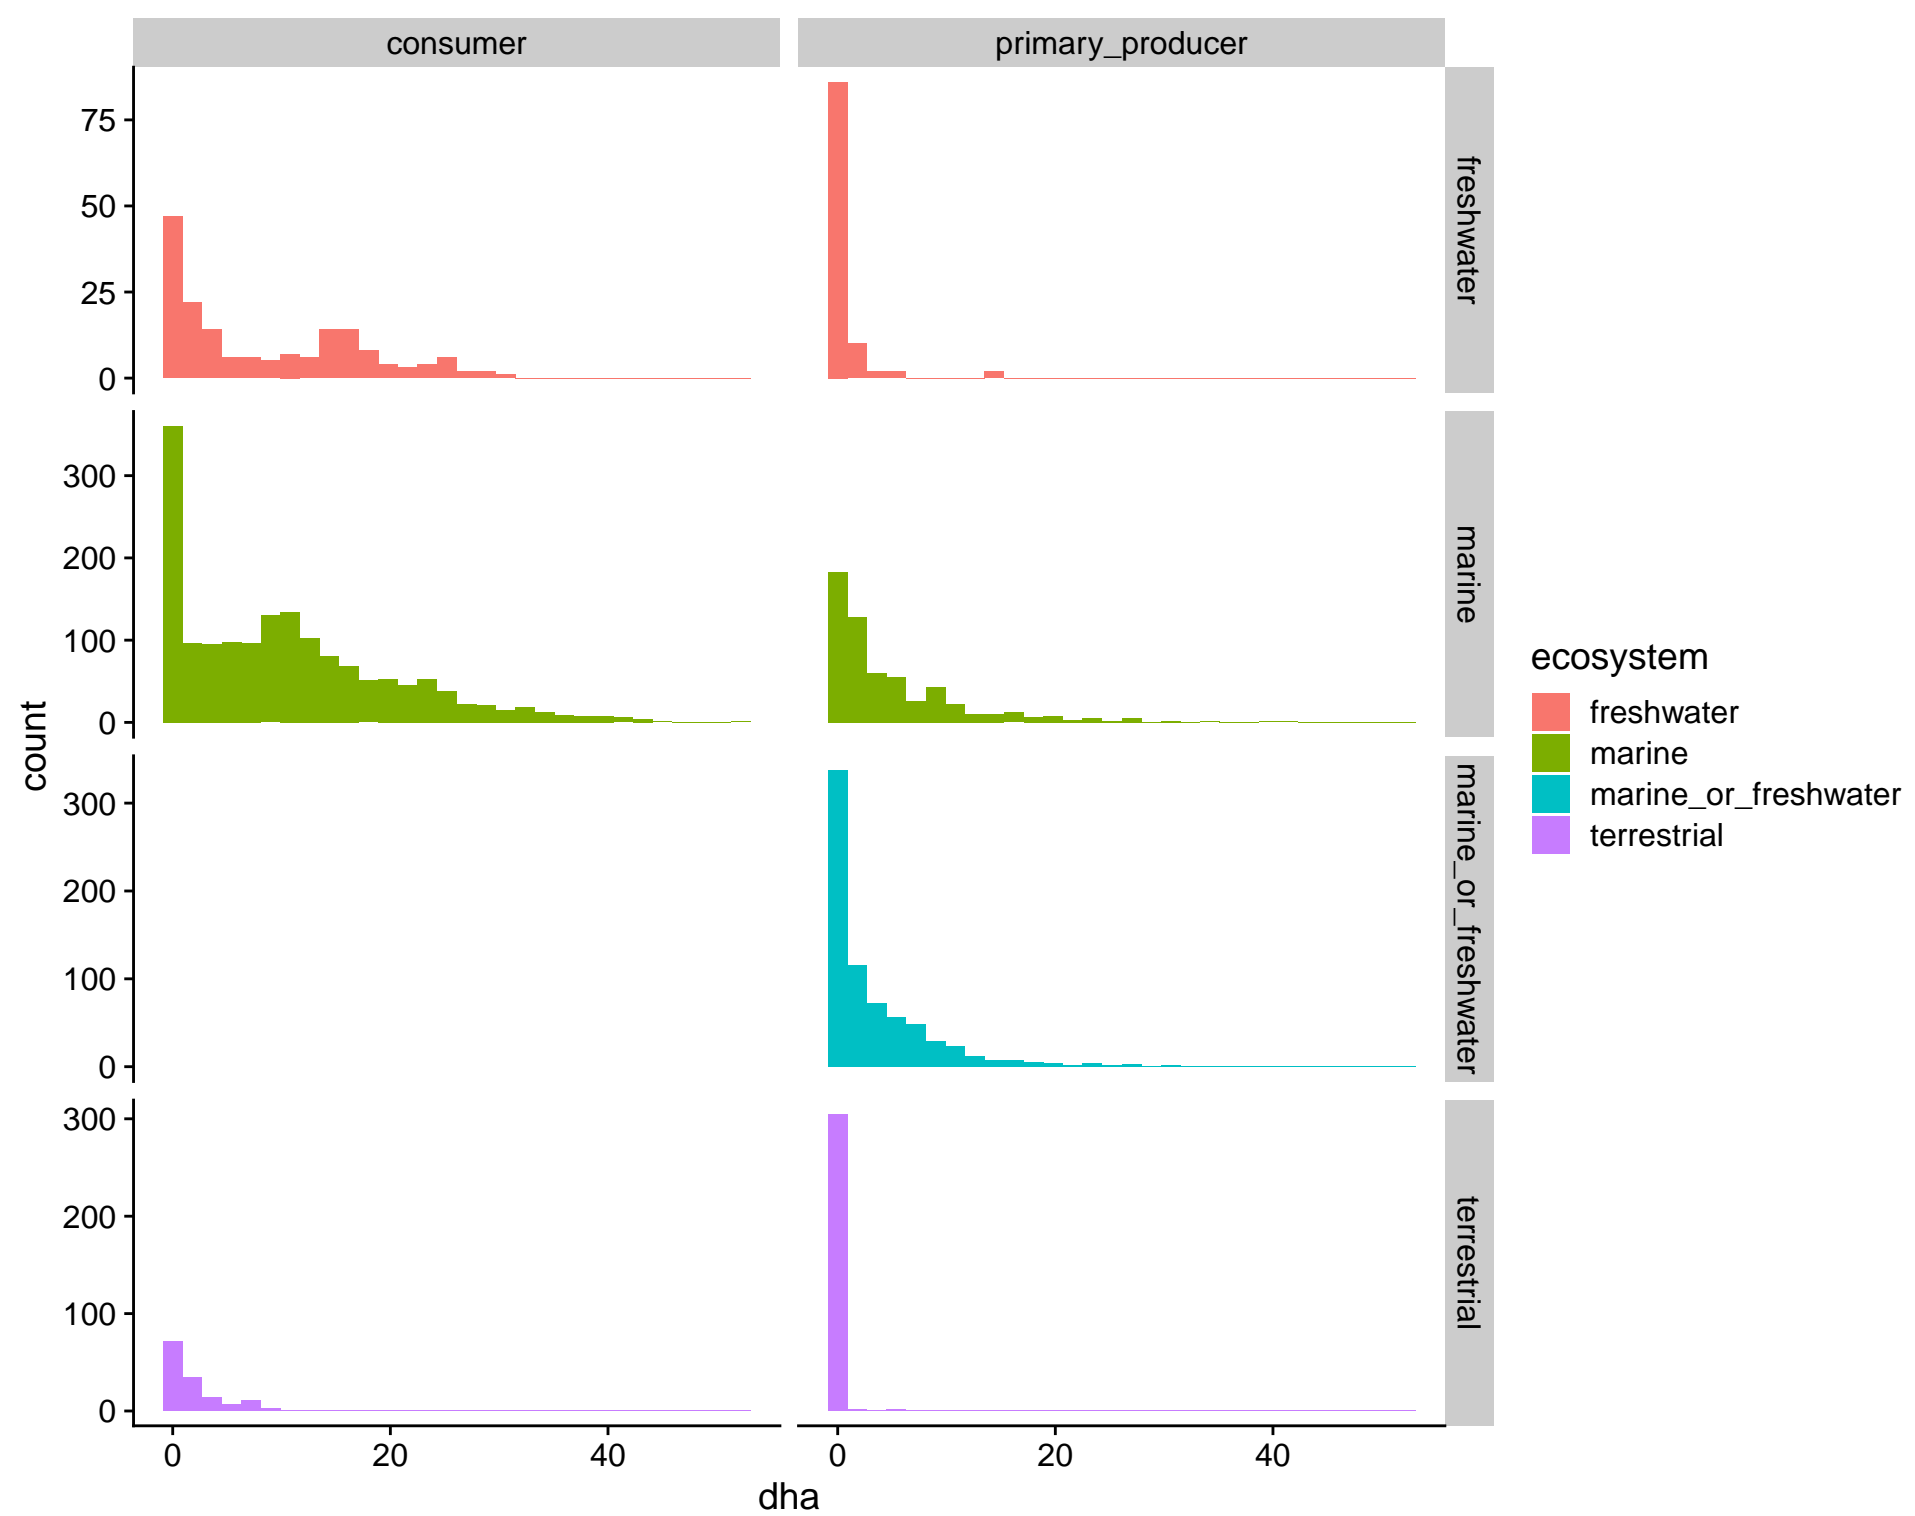 consumer
primary_producer
75
50
25
0
freshwater
300
200
100
0
marine
300
200
100
0
marine_or_freshwater
300
200
100
0
terrestrial
0
20
40
0
20
40
dha
count
ecosystem
freshwater
marine
marine_or_freshwater
terrestrial